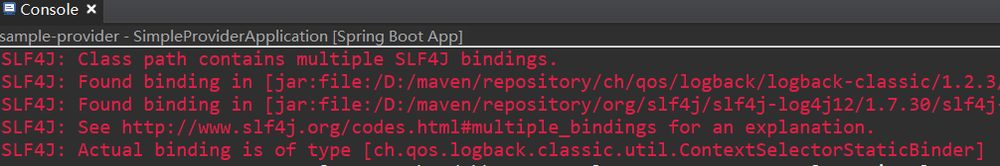 Console
sample-provider - SimpleProviderApplication [Spring Boot App]
SLF4J: Class path contains multiple SLF4J bindings.
SLF4J: Found binding in [jar:file:/D:/maven/repository/ch/qos/logback/logback-classic/1.2.3/
SLF4J: Found binding in [jar:file:/D:/maven/repository/org/slf4j/slf4j-log4j12/1.7.30/slf4j-
SLF4J: See http://www.slf4j.org/codes.html#multiple_bindings for an explanation.
SLF4J: Actual binding is of type [ch.qos.logback.classic.util.ContextSelectorStaticBinder]